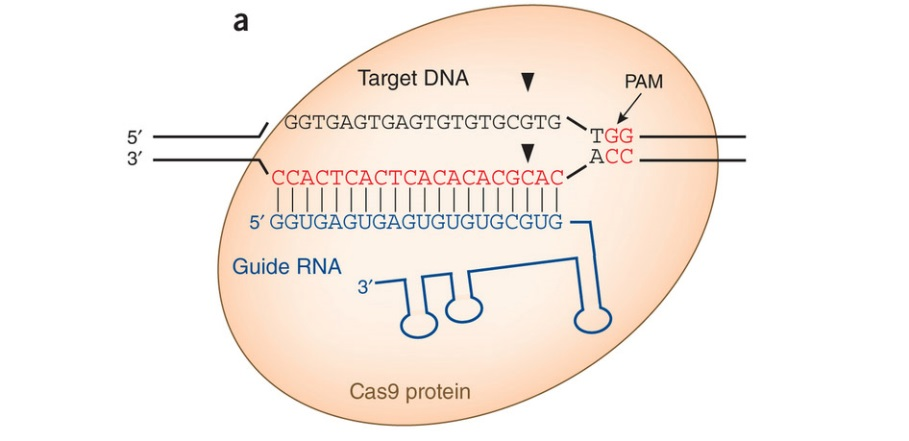 a
Target DNA
PAM
GGTGAGTGAGTGTGTGCGTG
5′
TGG
3′
ACC
CCACTCACTCACACACGCAC
5′ GGUGAGUGAGUGUGUGCGUG
Guide RNA
3′
Cas9 protein